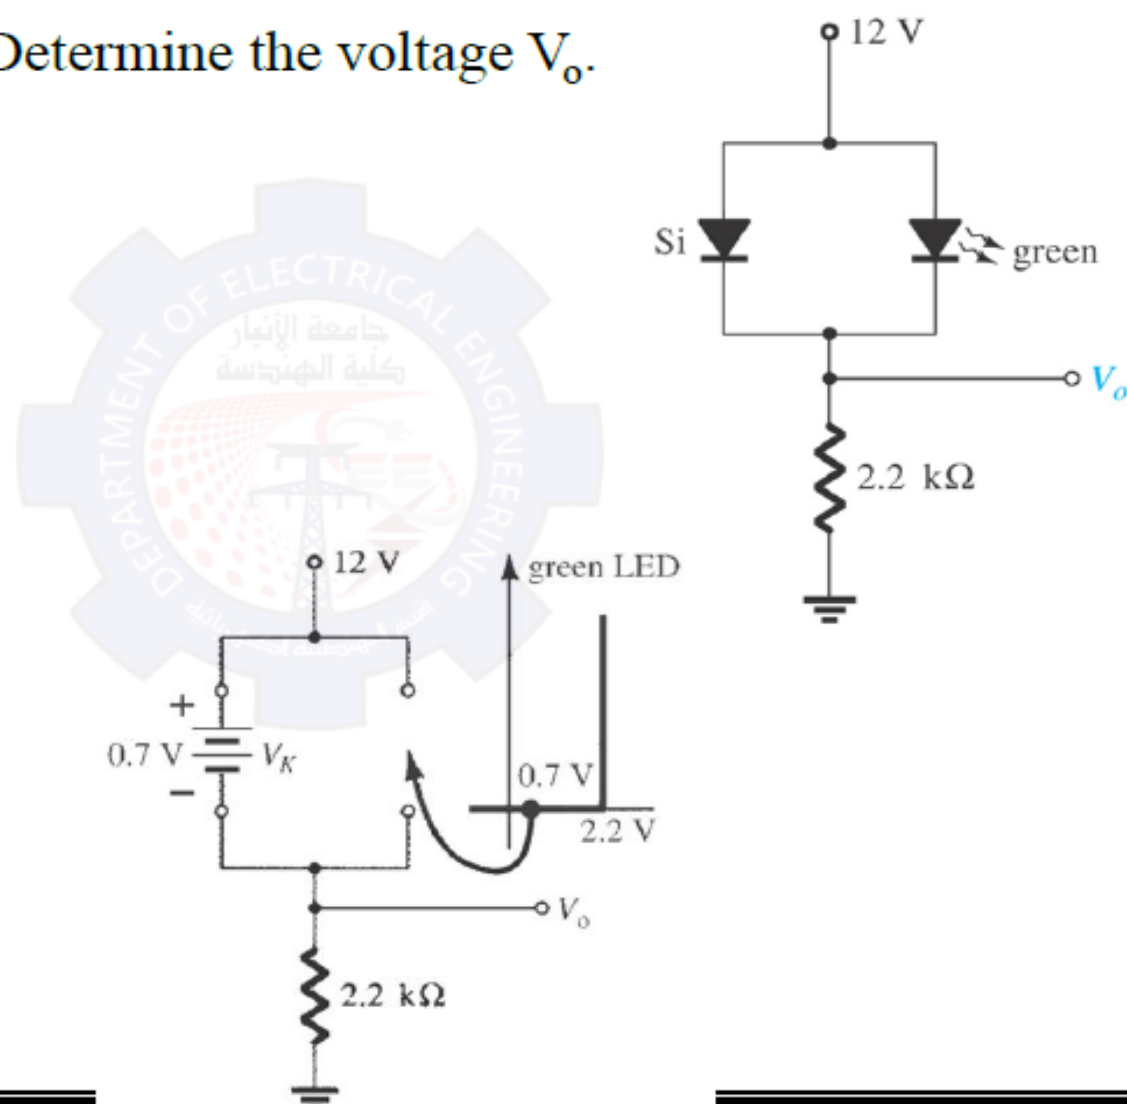 Determine the voltage Vₒ.
12 V
Si
green
Vₒ
2.2 kΩ
DEPARTMENT OF ELECTRICAL ENGINEERING
جامعة الأنبار
كلية الهندسة
12 V
green LED
+
0.7 V
V_K
−
0.7 V
2.2 V
Vₒ
2.2 kΩ